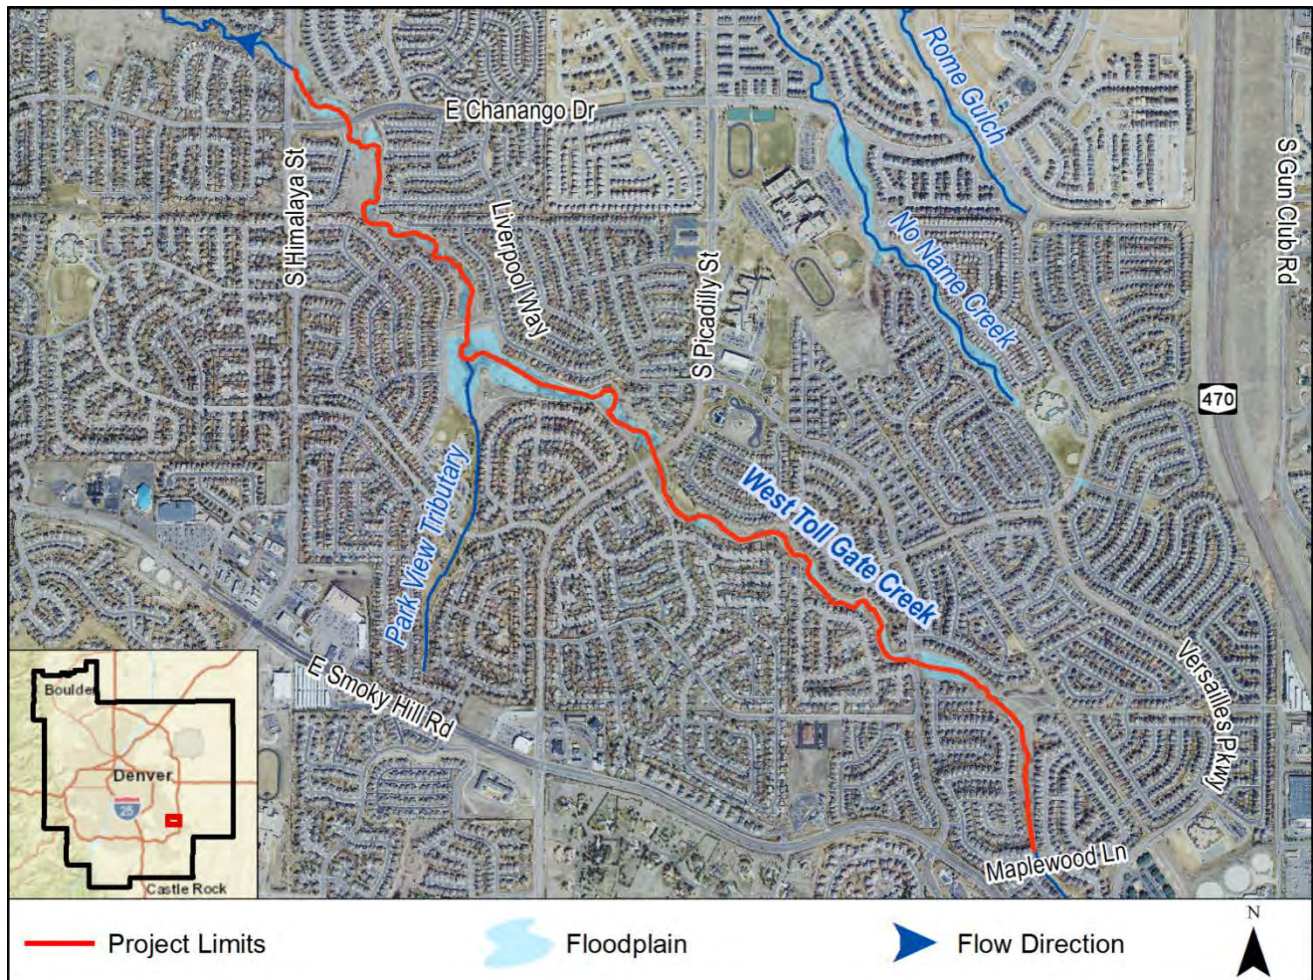 Rome Gulch
E Chanango Dr
S Himalaya St
Liverpool Way
S Picadilly St
No Name Creek
S Gun Club Rd
470
Park View Tributary
West Toll Gate Creek
E Smoky Hill Rd
Versailles Pkwy
Maplewood Ln
Boulder
Denver
25
Castle Rock
Project Limits
Floodplain
Flow Direction
N